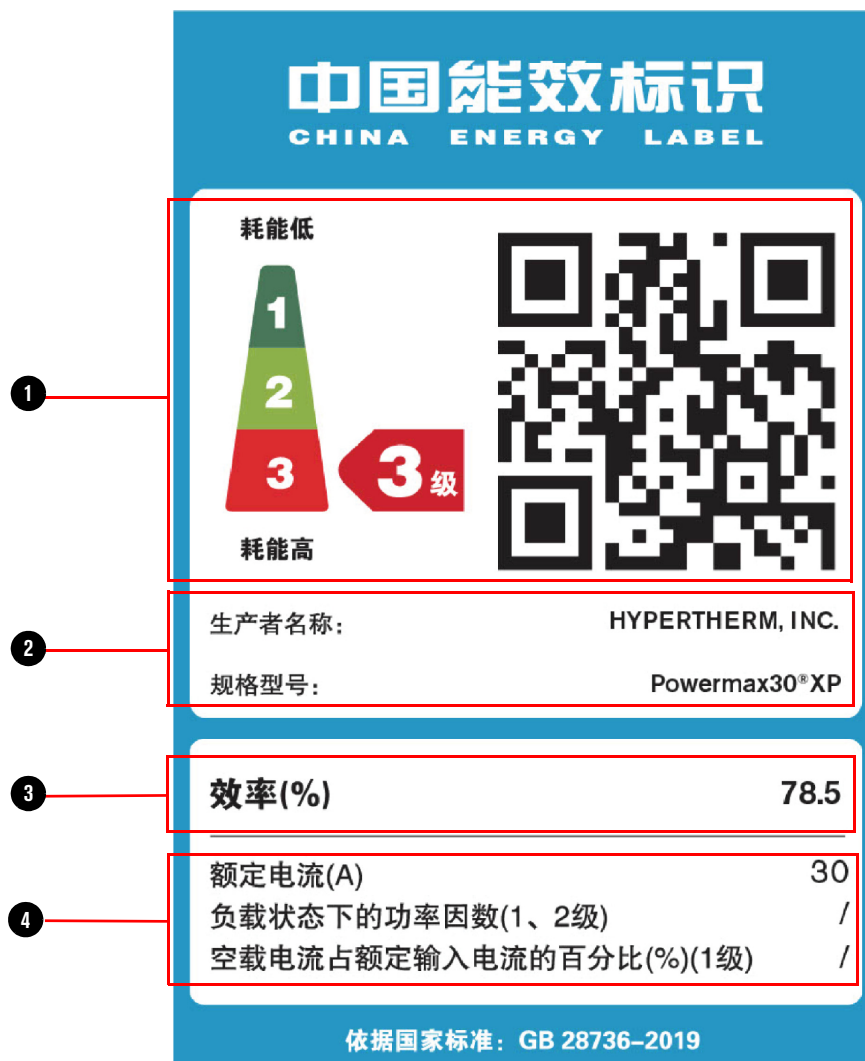 中国能效标识
CHINA ENERGY LABEL
耗能低
1
2
3
3级
耗能高
1
生产者名称：
HYPERTHERM, INC.
2
规格型号：
Powermax30®XP
3
效率(%)
78.5
额定电流(A)
30
4
负载状态下的功率因数(1、2级)
/
空载电流占额定输入电流的百分比(%)(1级)
/
依据国家标准：GB 28736–2019